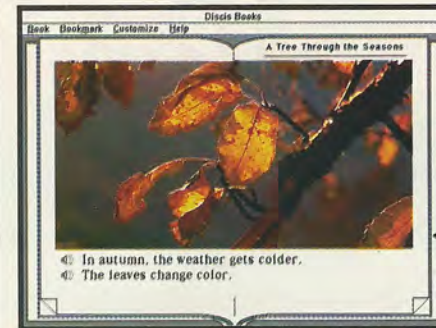 Discis Books
Book Bookmark Customize Help
A Tree Through the Seasons
In autumn, the weather gets colder.
The leaves change color.